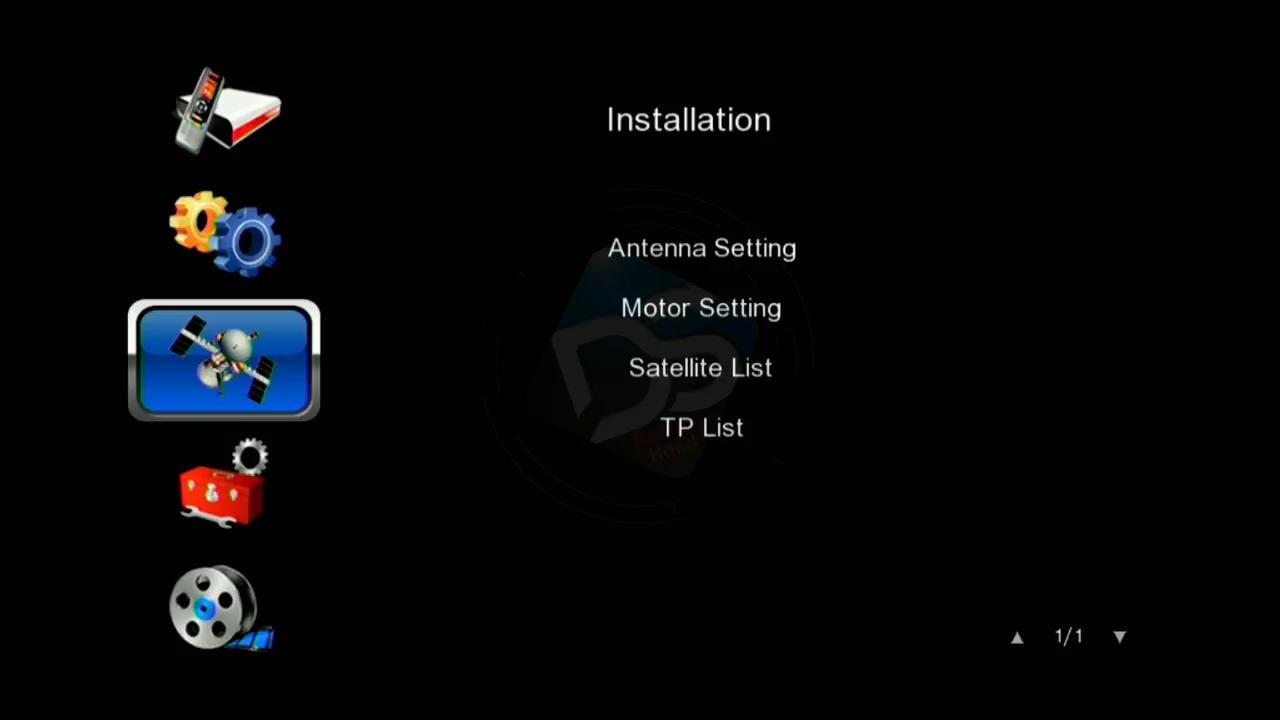 Installation
Antenna Setting
Motor Setting
Satellite List
TP List
1/1